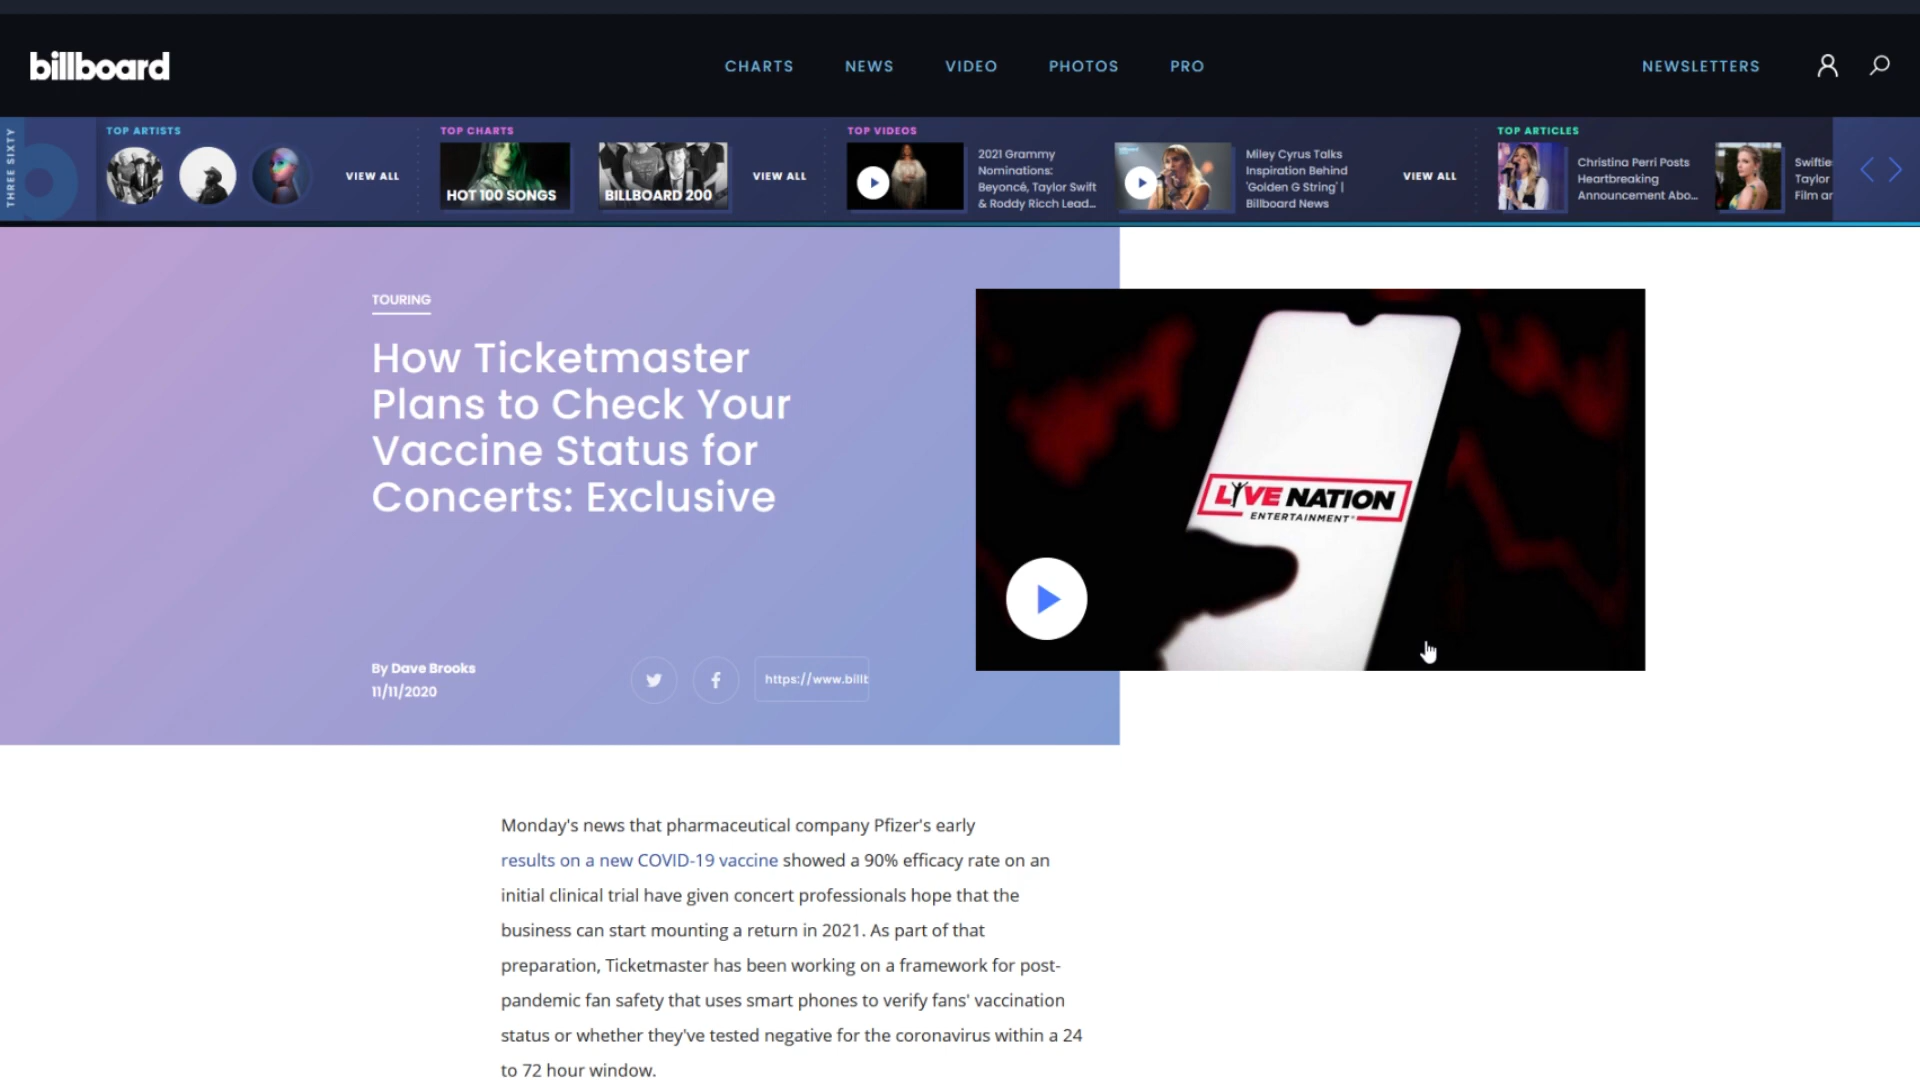 billboard
CHARTS
NEWS
VIDEO
PHOTOS
PRO
NEWSLETTERS
THREE SIXTY
TOP ARTISTS
VIEW ALL
TOP CHARTS
HOT 100 SONGS
BILLBOARD 200
VIEW ALL
TOP VIDEOS
2021 Grammy
Nominations:
Beyoncé, Taylor Swift
& Roddy Ricch Lead...
Miley Cyrus Talks
Inspiration Behind
'Golden G String' |
Billboard News
VIEW ALL
TOP ARTICLES
Christina Perri Posts
Heartbreaking
Announcement Abo...
Swiftie
Taylor
Film ar
TOURING
How Ticketmaster
Plans to Check Your
Vaccine Status for
Concerts: Exclusive
By Dave Brooks
11/11/2020
https://www.billb
LIVE NATION
ENTERTAINMENT
Monday's news that pharmaceutical company Pfizer's early
results on a new COVID-19 vaccine showed a 90% efficacy rate on an
initial clinical trial have given concert professionals hope that the
business can start mounting a return in 2021. As part of that
preparation, Ticketmaster has been working on a framework for post-
pandemic fan safety that uses smart phones to verify fans' vaccination
status or whether they've tested negative for the coronavirus within a 24
to 72 hour window.